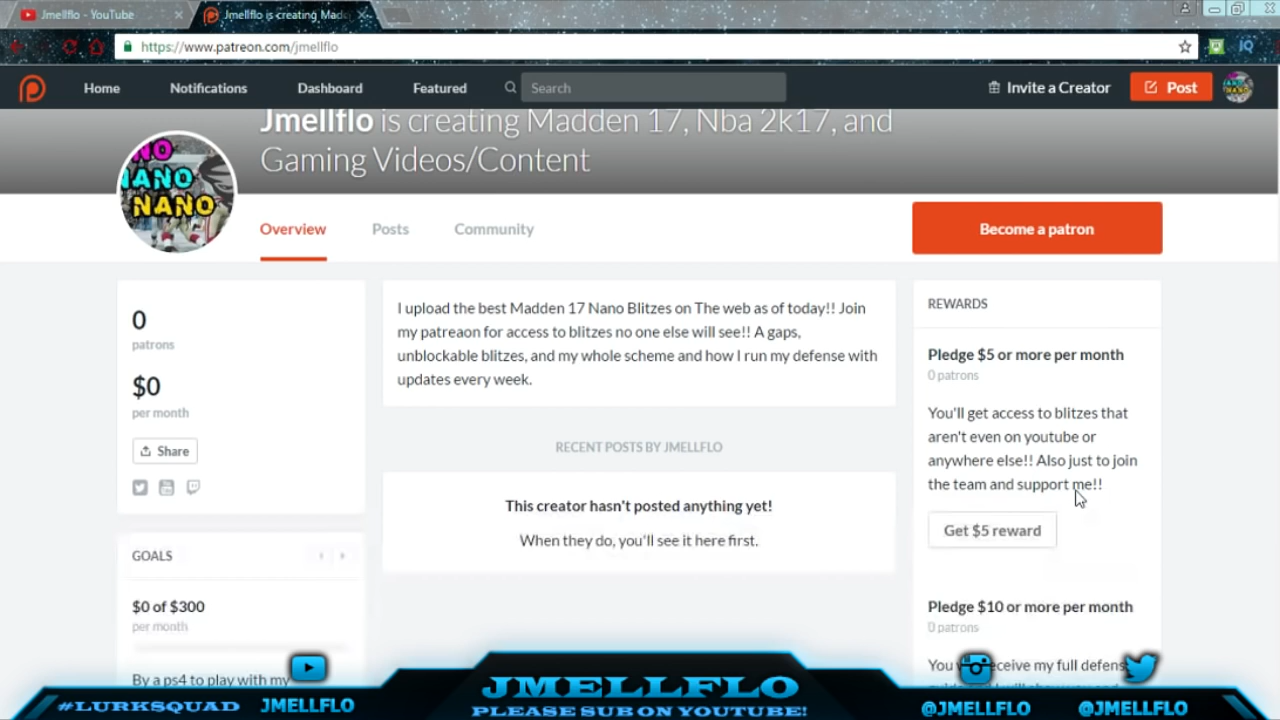 Jmellflo - YouTube
Jmellflo is creating Madd
https://www.patreon.com/jmellflo
Home
Notifications
Dashboard
Featured
Search
Invite a Creator
Post
Jmellflo is creating Madden 17, Nba 2k17, and
Gaming Videos/Content
NO
NANO
NANO
Overview
Posts
Community
Become a patron
0
patrons
$0
per month
Share
I upload the best Madden 17 Nano Blitzes on The web as of today!! Join
my patreaon for access to blitzes no one else will see!! A gaps,
unblockable blitzes, and my whole scheme and how I run my defense with
updates every week.
RECENT POSTS BY JMELLFLO
This creator hasn't posted anything yet!
When they do, you'll see it here first.
REWARDS
Pledge $5 or more per month
0 patrons
You'll get access to blitzes that
aren't even on youtube or
anywhere else!! Also just to join
the team and support me!!
Get $5 reward
Pledge $10 or more per month
0 patrons
GOALS
$0 of $300
per month
By a ps4 to play with my
#LURKSQUAD
JMELLFLO
JMELLFLO
PLEASE SUB ON YOUTUBE!
@JMELLFLO
@JMELLFLO